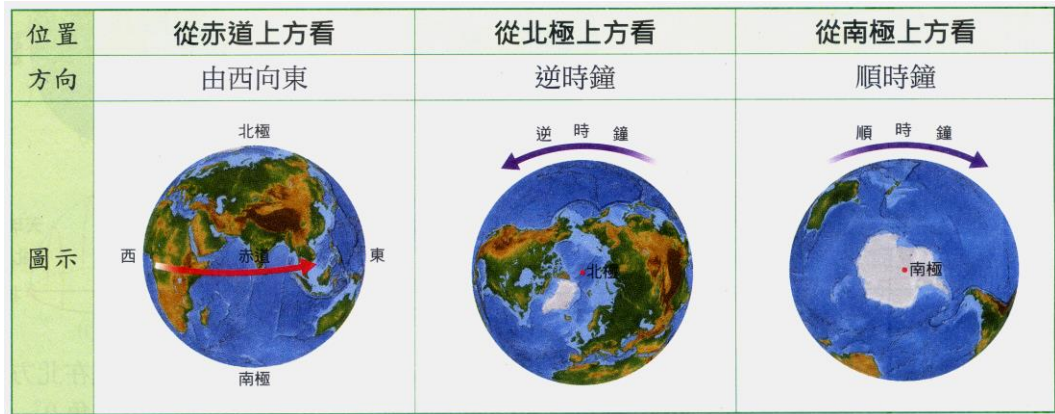 位置 從赤道上方看 從北極上方看 從南極上方看
方向 由西向東 逆時鐘 順時鐘
圖示
北極
西
赤道
東
南極
逆 時 鐘
北極
順 時 鐘
南極